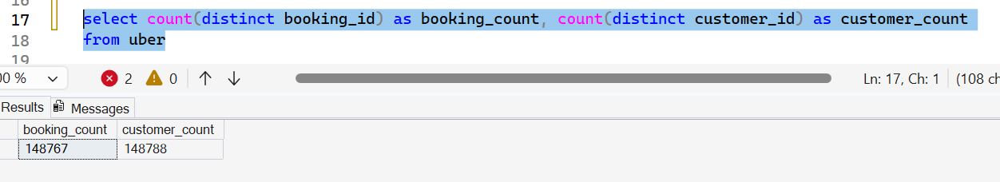 17 select count(distinct booking_id) as booking_count, count(distinct customer_id) as customer_count
18 from uber
19
00 % 2 0 Ln: 17, Ch: 1 (108 ch
Results Messages
booking_count customer_count
148767 148788